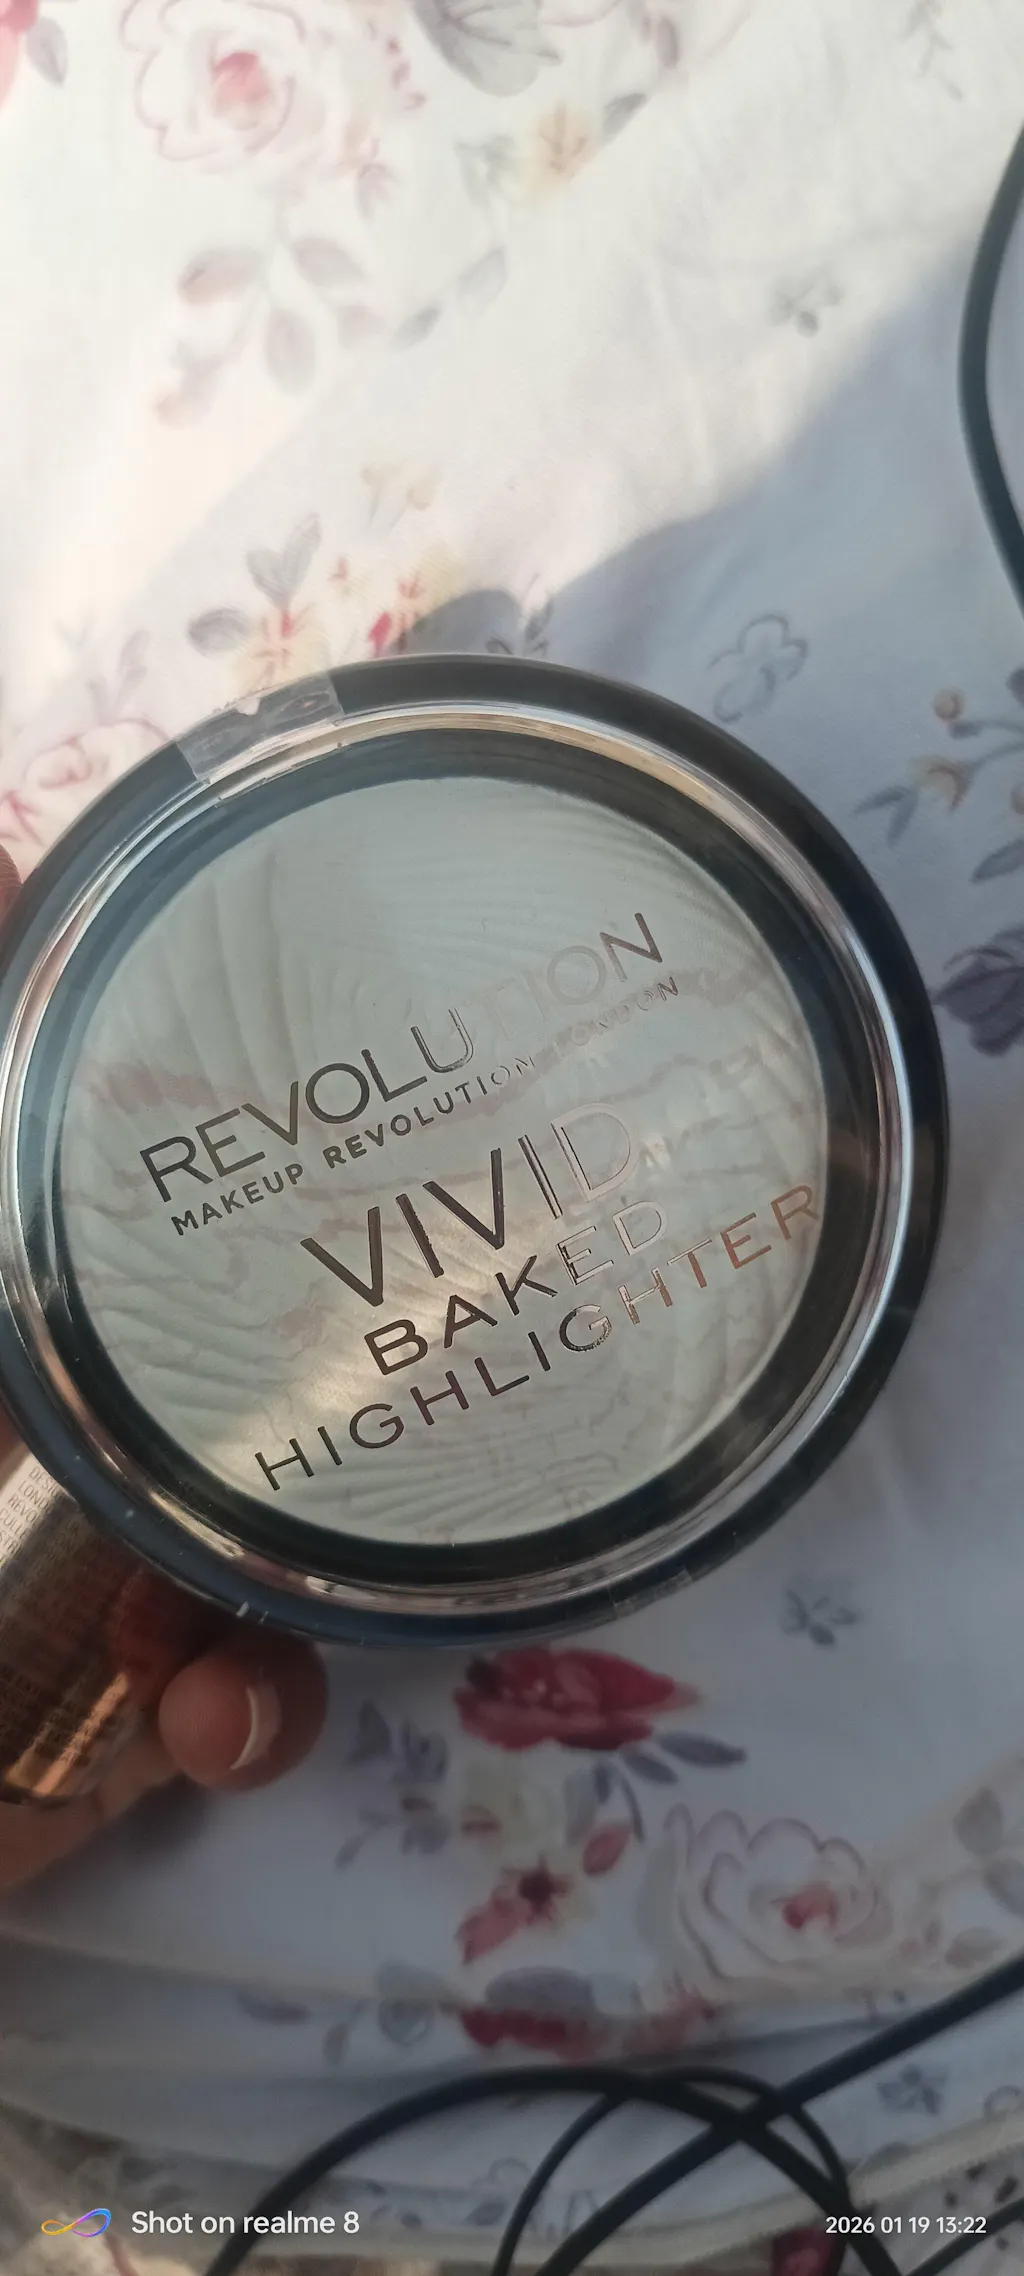 REVOLUTION
MAKEUP REVOLUTION LONDON
VIVID
BAKED
HIGHLIGHTER
Shot on realme 8
2026 01 19 13:22